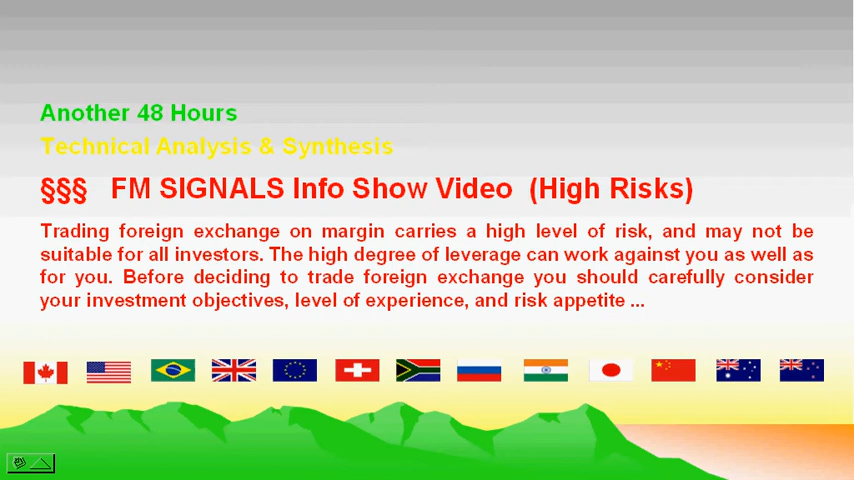 Another 48 Hours
Technical Analysis & Synthesis
§§§ FM SIGNALS Info Show Video (High Risks)
Trading foreign exchange on margin carries a high level of risk, and may not be
suitable for all investors. The high degree of leverage can work against you as well as
for you. Before deciding to trade foreign exchange you should carefully consider
your investment objectives, level of experience, and risk appetite ...